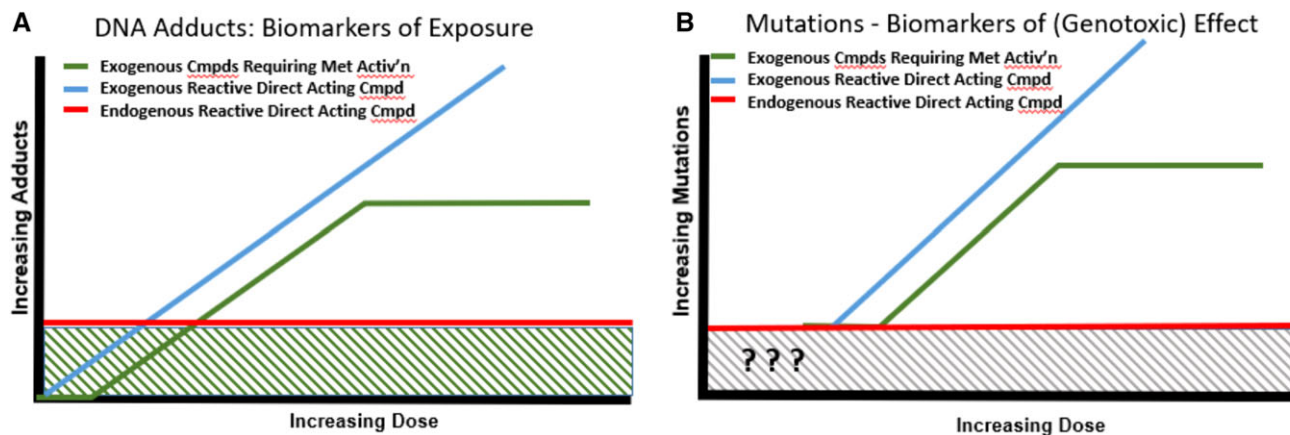 A
DNA Adducts: Biomarkers of Exposure
Exogenous Cmpds Requiring Met Activ'n
Exogenous Reactive Direct Acting Cmpd
Endogenous Reactive Direct Acting Cmpd
Increasing Adducts
Increasing Dose
B
Mutations - Biomarkers of (Genotoxic) Effect
Exogenous Cmpds Requiring Met Activ'n
Exogenous Reactive Direct Acting Cmpd
Endogenous Reactive Direct Acting Cmpd
Increasing Mutations
? ? ?
Increasing Dose